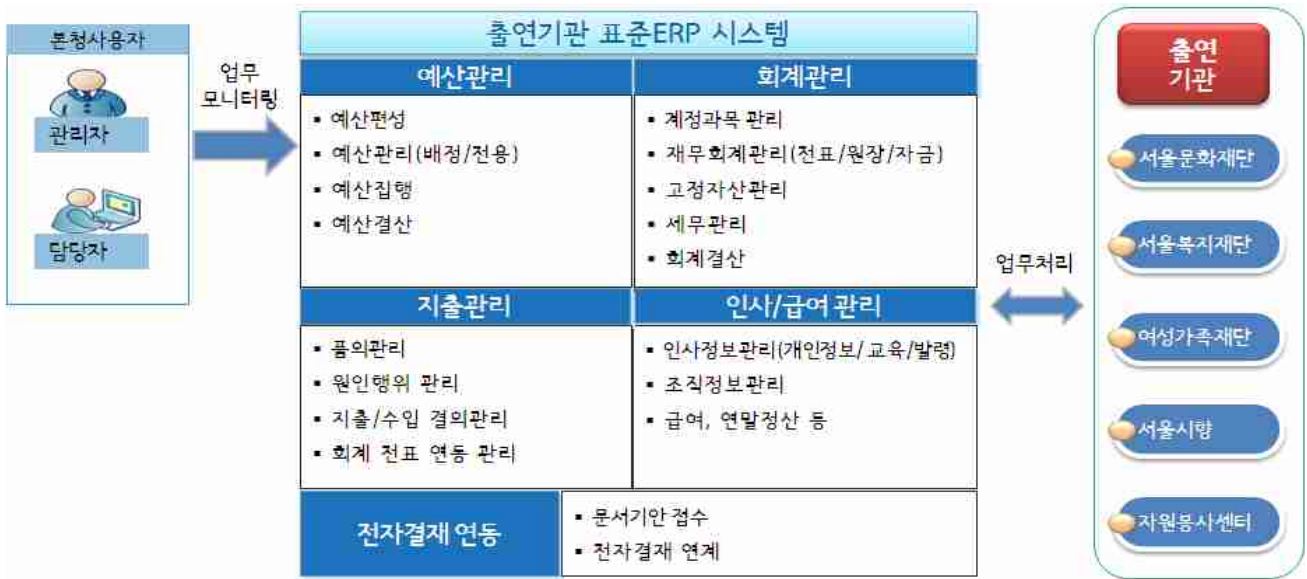 본청사용자
관리자
담당자
업무
모니터링
출연기관 표준ERP 시스템
예산관리
▪ 예산편성
▪ 예산관리(배정/전용)
▪ 예산집행
▪ 예산결산
회계관리
▪ 계정과목 관리
▪ 재무회계관리(전표/원장/자금)
▪ 고정자산관리
▪ 세무관리
▪ 회계결산
지출관리
▪ 품의관리
▪ 원인행위 관리
▪ 지출/수입 결의관리
▪ 회계 전표 연동 관리
인사/급여 관리
▪ 인사정보관리(개인정보/교육/발령)
▪ 조직정보관리
▪ 급여, 연말정산 등
전자결재 연동
▪ 문서기안 접수
▪ 전자결재 연계
업무처리
출연
기관
서울문화재단
서울복지재단
여성가족재단
서울시향
자원봉사센터